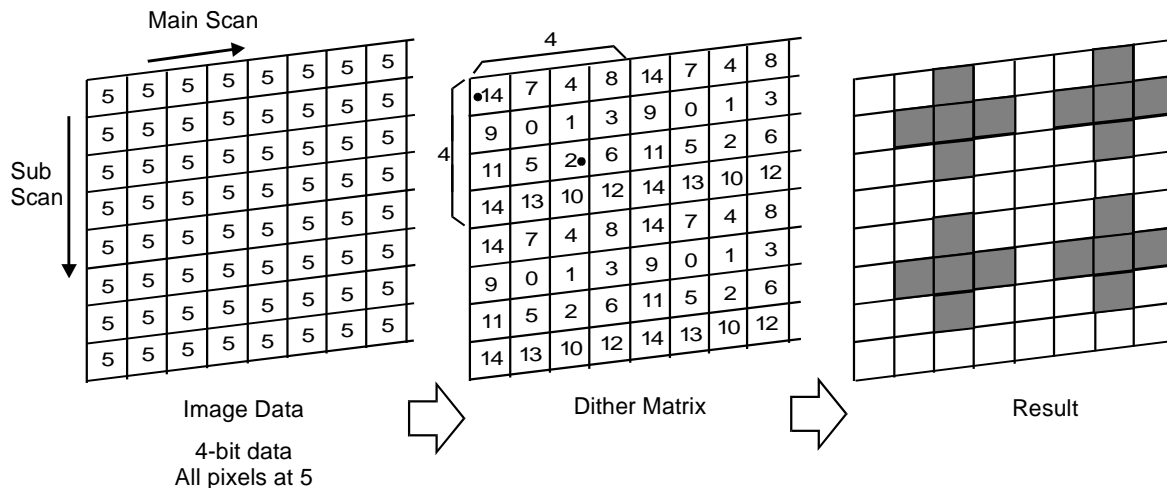 Main Scan
Sub
Scan
5 5 5 5 5 5 5 5
5 5 5 5 5 5 5 5
5 5 5 5 5 5 5 5
5 5 5 5 5 5 5 5
5 5 5 5 5 5 5 5
5 5 5 5 5 5 5 5
5 5 5 5 5 5 5 5
5 5 5 5 5 5 5 5
Image Data
4-bit data
All pixels at 5
4
4
14 7 4 8 14 7 4 8
9 0 1 3 9 0 1 3
11 5 2 6 11 5 2 6
14 13 10 12 14 13 10 12
14 7 4 8 14 7 4 8
9 0 1 3 9 0 1 3
11 5 2 6 11 5 2 6
14 13 10 12 14 13 10 12
Dither Matrix
Result